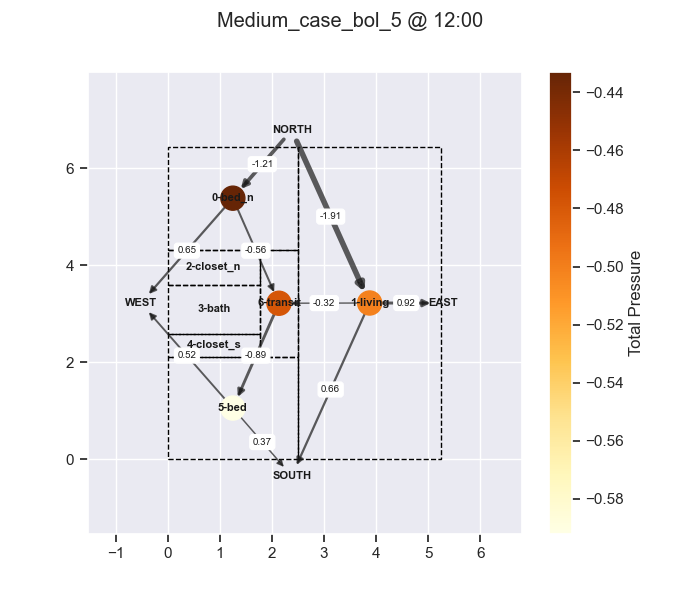 Medium_case_bol_5 @ 12:00
NORTH
-1.21
0-bed_n
-1.91
0.65
-0.56
2-closet_n
WEST
3-bath
6-transit
-0.32
1-living
0.92
EAST
4-closet_s
0.52
-0.89
0.66
5-bed
0.37
SOUTH
6
4
2
0
−1
0
1
2
3
4
5
6
−0.44
−0.46
−0.48
−0.50
−0.52
−0.54
−0.56
−0.58
Total Pressure